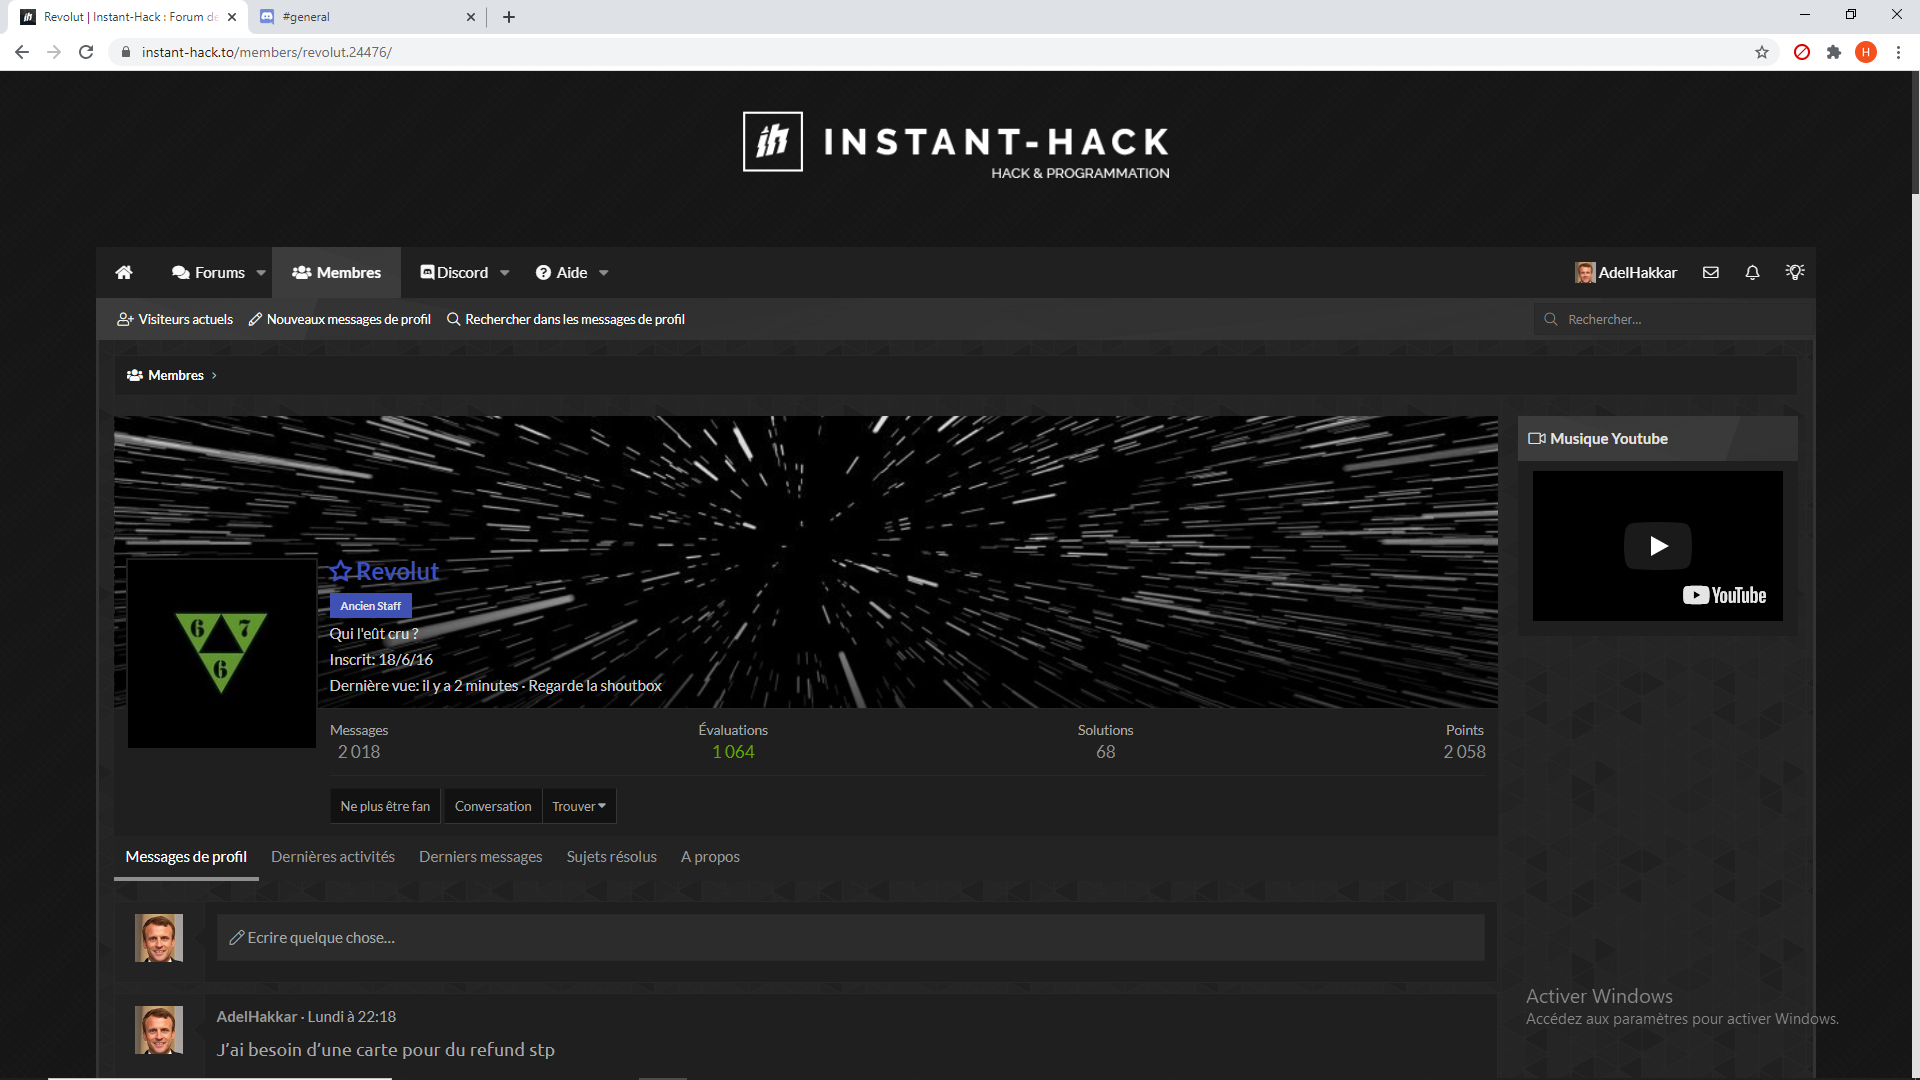 Revolut | Instant-Hack : Forum de
#general
instant-hack.to/members/revolut.24476/
H
ih
INSTANT-HACK
HACK & PROGRAMMATION
Forums
Membres
Discord
Aide
AdelHakkar
Visiteurs actuels
Nouveaux messages de profil
Rechercher dans les messages de profil
Rechercher...
Membres
Musique Youtube
YouTube
6 7
6
Revolut
Ancien Staff
Qui l'eût cru ?
Inscrit: 18/6/16
Dernière vue: il y a 2 minutes · Regarde la shoutbox
Messages
2 018
Évaluations
1 064
Solutions
68
Points
2 058
Ne plus être fan
Conversation
Trouver
Messages de profil
Dernières activités
Derniers messages
Sujets résolus
A propos
Ecrire quelque chose...
AdelHakkar · Lundi à 22:18
J'ai besoin d'une carte pour du refund stp
Activer Windows
Accédez aux paramètres pour activer Windows.